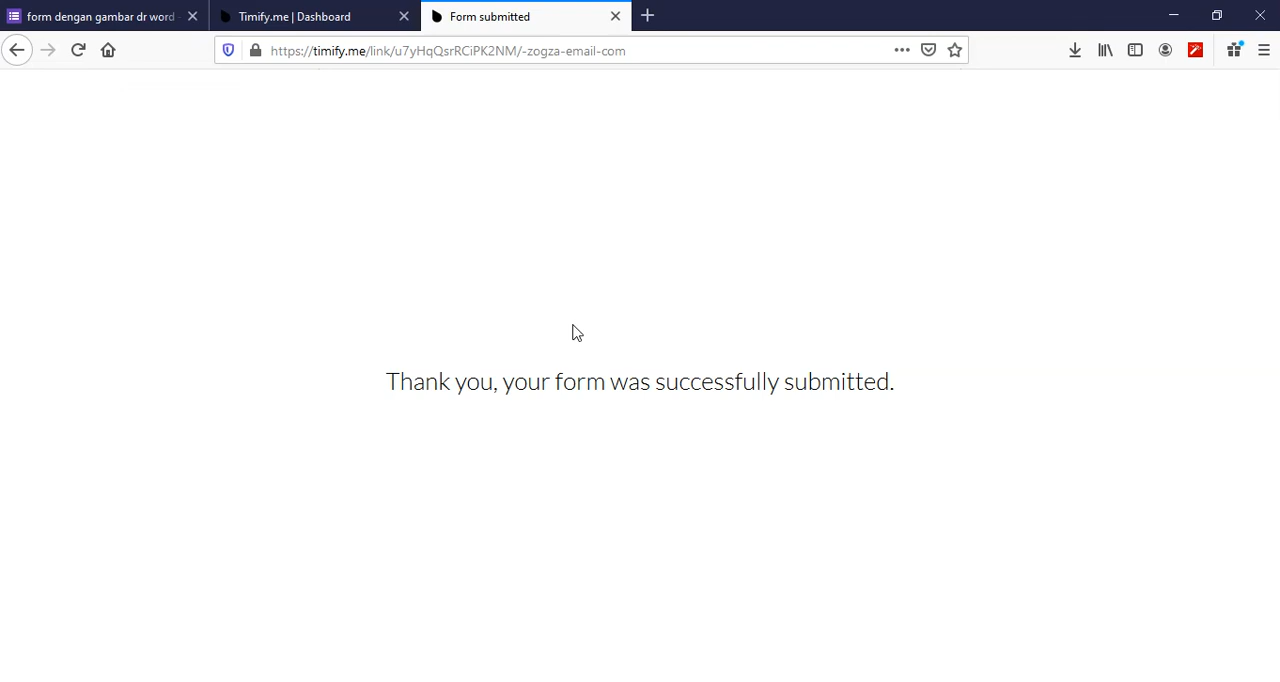 form dengan gambar dr word
Timify.me | Dashboard
Form submitted
https://timify.me/link/u7yHqQsrRCiPK2NM/-zogza-email-com
Thank you, your form was successfully submitted.